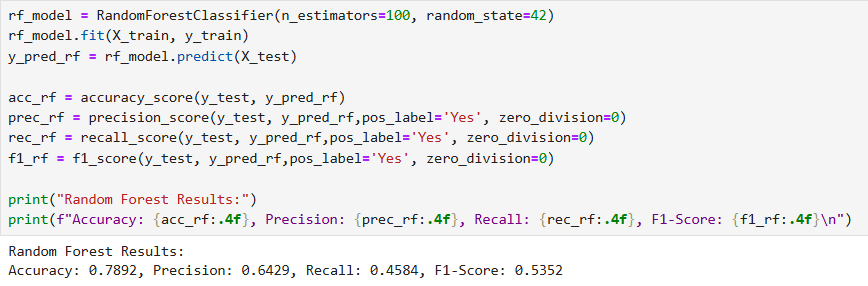 rf_model = RandomForestClassifier(n_estimators=100, random_state=42)
rf_model.fit(X_train, y_train)
y_pred_rf = rf_model.predict(X_test)
acc_rf = accuracy_score(y_test, y_pred_rf)
prec_rf = precision_score(y_test, y_pred_rf,pos_label='Yes', zero_division=0)
rec_rf = recall_score(y_test, y_pred_rf,pos_label='Yes', zero_division=0)
f1_rf = f1_score(y_test, y_pred_rf,pos_label='Yes', zero_division=0)
print("Random Forest Results:")
print(f"Accuracy: {acc_rf:.4f}, Precision: {prec_rf:.4f}, Recall: {rec_rf:.4f}, F1-Score: {f1_rf:.4f}\n")
Random Forest Results:
Accuracy: 0.7892, Precision: 0.6429, Recall: 0.4584, F1-Score: 0.5352